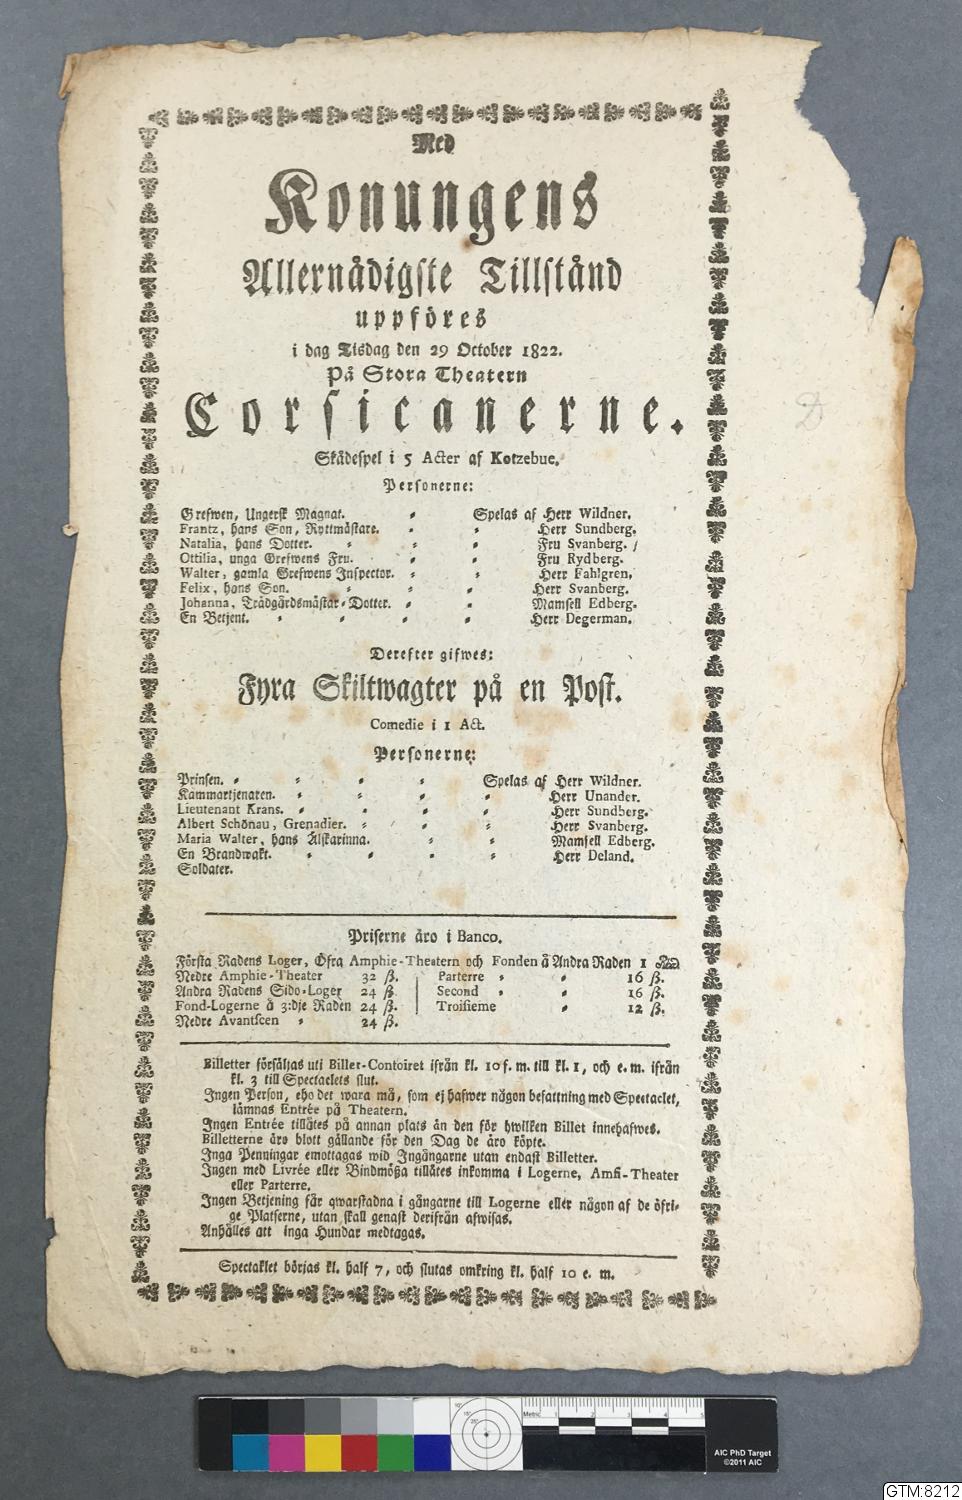 Med
Konungens
Allernådigste Tillstånd
uppföres
i dag Tisdag den 29 October 1822.
På Stora Theatern
Corsicanerne.
Skådespel i 5 Acter af Kotzebue.
Personerne:
Grefwen, Ungersk Magnat. Spelas af Herr Wildner.
Frantz, hans Son, Ryttmästare. Herr Sundberg.
Natalia, hans Dotter. Fru Svanberg.
Ottilia, unga Grefwens Fru. Fru Rydberg.
Walter, gamla Grefwens Inspector. Herr Fahlgren.
Felix, hans Son. Herr Svanberg.
Johanna, Trädgårdsmästar-Dotter. Mamsell Edberg.
En Betjent. Herr Degerman.
Derefter gifwes:
Fyra Skiltwagter på en Post.
Comedie i 1 Act.
Personerne:
Prinsen. Spelas af Herr Wildner.
Kammartjenaren. Herr Unander.
Lieutenant Krans. Herr Sundberg.
Albert Schönau, Grenadier. Herr Svanberg.
Maria Walter, hans Älskarinna. Mamsell Edberg.
En Brandwakt. Herr Deland.
Soldater.
Priserne äro i Banco.
Första Radens Loger, Öfra Amphie-Theatern och Fonden å Andra Raden 1
Nedre Amphie-Theater 32 ß. Parterre 16 ß.
Andra Radens Sido-Loger 24 ß. Second 16 ß.
Fond-Logerne å 3:dje Raden 24 ß. Troisieme 12 ß.
Nedre Avantscen 24 ß.
Billetter försäljas uti Billet-Contoiret ifrån kl. 10 f. m. till kl. 1, och e. m. ifrån
kl. 3 till Spectaclets slut.
Ingen Person, eho det wara må, som ej hafwer någon befattning med Spectaclet,
lämnas Entrée på Theatern.
Ingen Entrée tillåtes på annan plats än den för hwilken Billet innehafwes.
Billetterne äro blott gällande för den Dag de äro köpte.
Inga Penningar emottagas wid Ingångarne utan endast Billetter.
Ingen med Livrée eller Bindmößa tillåtes inkomma i Logerne, Amfi-Theater
eller Parterre.
Ingen Betjening får qwarstadna i gångarne till Logerne eller någon af de öfri-
ge Platserne, utan skall genast derifrån afwisas.
Anhålles att inga Hundar medtagas.
Spectaklet börjas kl. half 7, och slutas omkring kl. half 10 e. m.
Metric 1 2 3 4 5
AIC PhD Target
©2011 AIC
GTM:8212